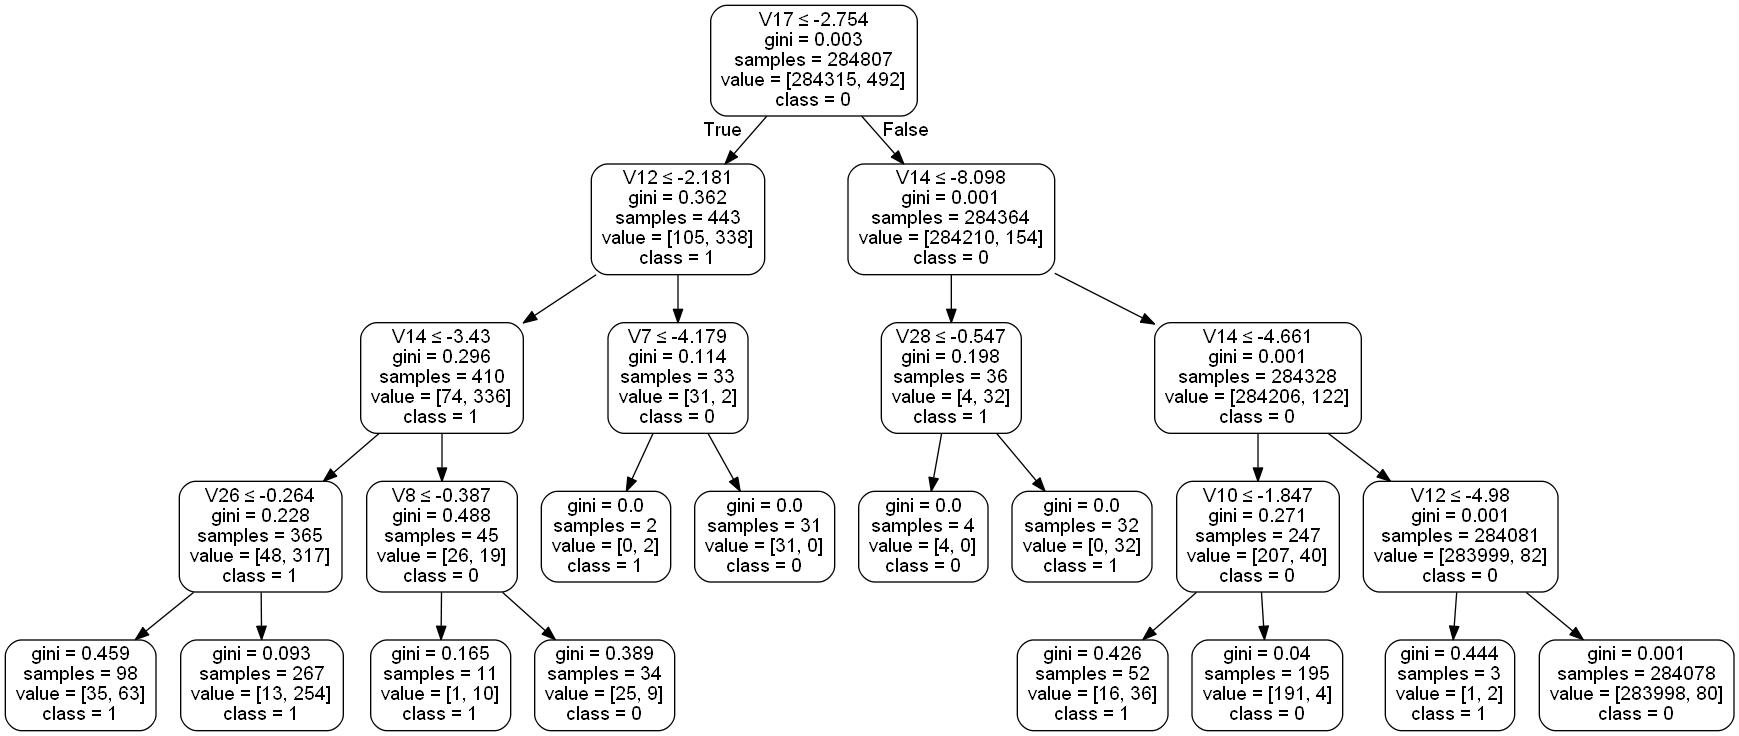 V17 ≤ -2.754
gini = 0.003
samples = 284807
value = [284315, 492]
class = 0
True
False
V12 ≤ -2.181
gini = 0.362
samples = 443
value = [105, 338]
class = 1
V14 ≤ -8.098
gini = 0.001
samples = 284364
value = [284210, 154]
class = 0
V14 ≤ -3.43
gini = 0.296
samples = 410
value = [74, 336]
class = 1
V7 ≤ -4.179
gini = 0.114
samples = 33
value = [31, 2]
class = 0
V28 ≤ -0.547
gini = 0.198
samples = 36
value = [4, 32]
class = 1
V14 ≤ -4.661
gini = 0.001
samples = 284328
value = [284206, 122]
class = 0
V26 ≤ -0.264
gini = 0.228
samples = 365
value = [48, 317]
class = 1
V8 ≤ -0.387
gini = 0.488
samples = 45
value = [26, 19]
class = 0
gini = 0.0
samples = 2
value = [0, 2]
class = 1
gini = 0.0
samples = 31
value = [31, 0]
class = 0
gini = 0.0
samples = 4
value = [4, 0]
class = 0
gini = 0.0
samples = 32
value = [0, 32]
class = 1
V10 ≤ -1.847
gini = 0.271
samples = 247
value = [207, 40]
class = 0
V12 ≤ -4.98
gini = 0.001
samples = 284081
value = [283999, 82]
class = 0
gini = 0.459
samples = 98
value = [35, 63]
class = 1
gini = 0.093
samples = 267
value = [13, 254]
class = 1
gini = 0.165
samples = 11
value = [1, 10]
class = 1
gini = 0.389
samples = 34
value = [25, 9]
class = 0
gini = 0.426
samples = 52
value = [16, 36]
class = 1
gini = 0.04
samples = 195
value = [191, 4]
class = 0
gini = 0.444
samples = 3
value = [1, 2]
class = 1
gini = 0.001
samples = 284078
value = [283998, 80]
class = 0